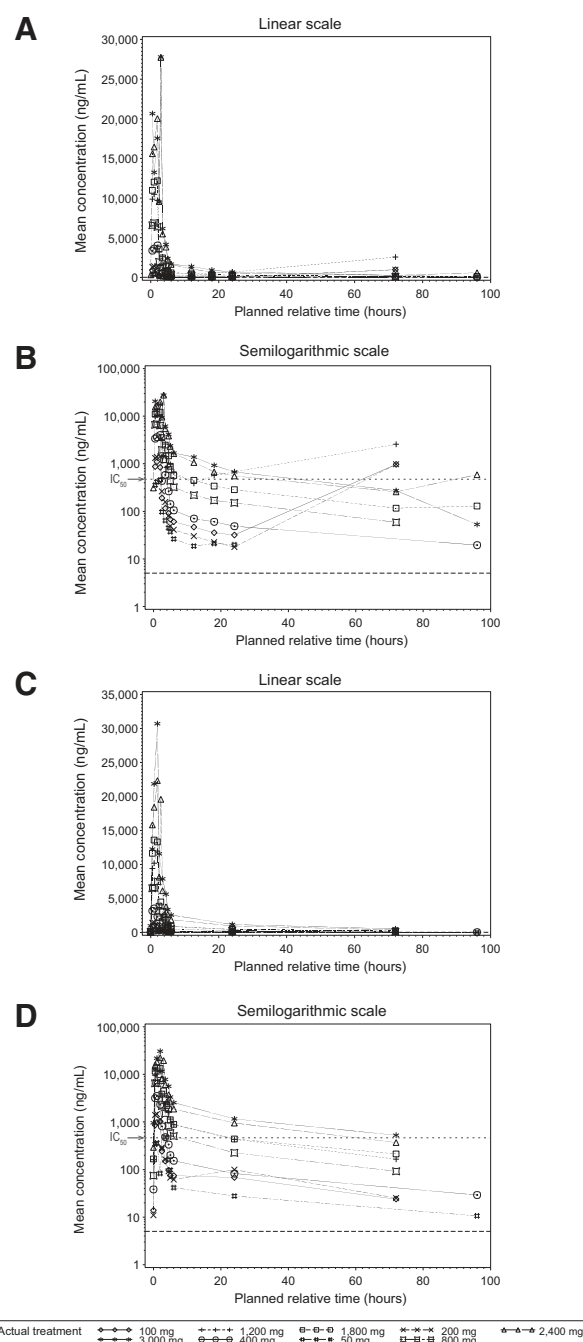 A
Linear scale
Mean concentration (ng/mL)
30,000
25,000
20,000
15,000
10,000
5,000
0
0 20 40 60 80 100
Planned relative time (hours)
B
Semilogarithmic scale
Mean concentration (ng/mL)
100,000
10,000
1,000
IC50
100
10
1
0 20 40 60 80 100
Planned relative time (hours)
C
Linear scale
Mean concentration (ng/mL)
35,000
30,000
25,000
20,000
15,000
10,000
5,000
0
0 20 40 60 80 100
Planned relative time (hours)
D
Semilogarithmic scale
Mean concentration (ng/mL)
100,000
10,000
1,000
IC50
100
10
1
0 20 40 60 80 100
Planned relative time (hours)
Actual treatment 100 mg 1,200 mg 1,800 mg 200 mg 2,400 mg
3,000 mg 400 mg 50 mg 800 mg